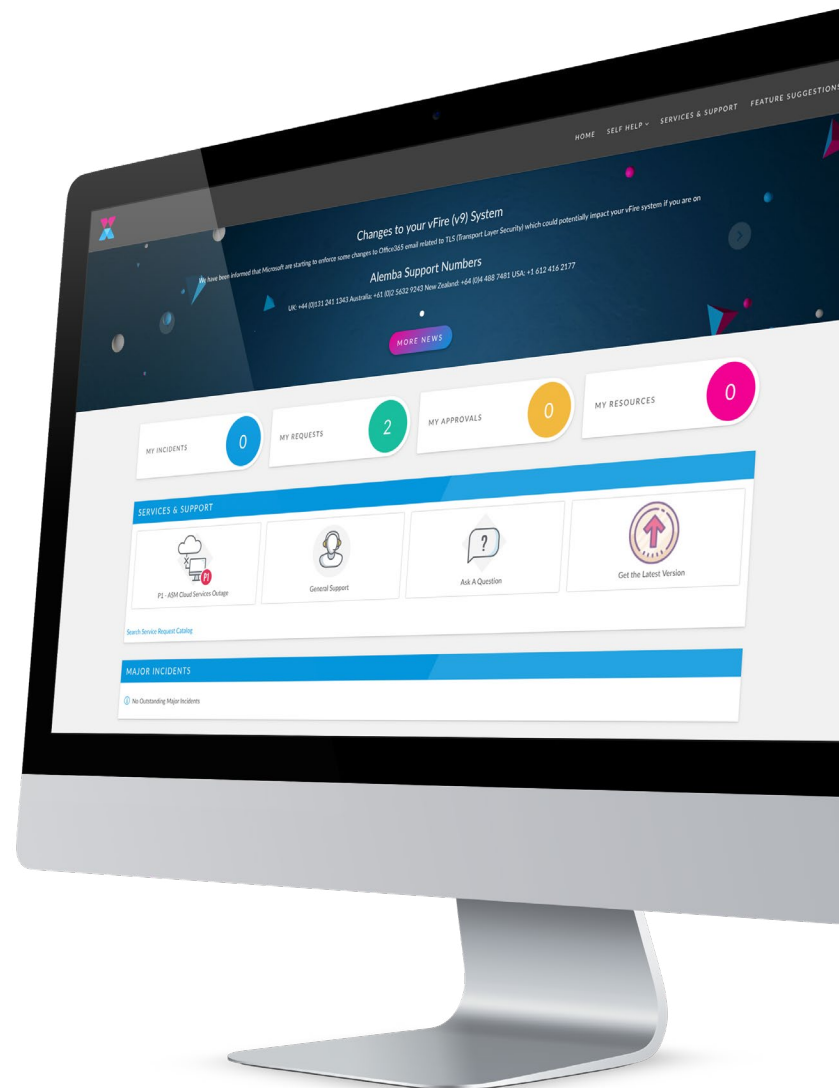 HOME SELF HELP SERVICES & SUPPORT FEATURE SUGGESTIONS
Changes to your vFire (v9) System
We have been informed that Microsoft are starting to enforce some changes to Office365 email related to TLS (Transport Layer Security) which could potentially impact your vFire system if you are on
Alemba Support Numbers
UK: +44 (0)131 241 1343 Australia: +61 (0)2 5632 9243 New Zealand: +64 (0)4 488 7481 USA: +1 612 416 2177
MORE NEWS
MY INCIDENTS 0
MY REQUESTS 2
MY APPROVALS 0
MY RESOURCES 0
SERVICES & SUPPORT
P1
?
P1 - ASM Cloud Services Outage
General Support
Ask A Question
Get the Latest Version
Search Service Request Catalog
MAJOR INCIDENTS
No Outstanding Major Incidents